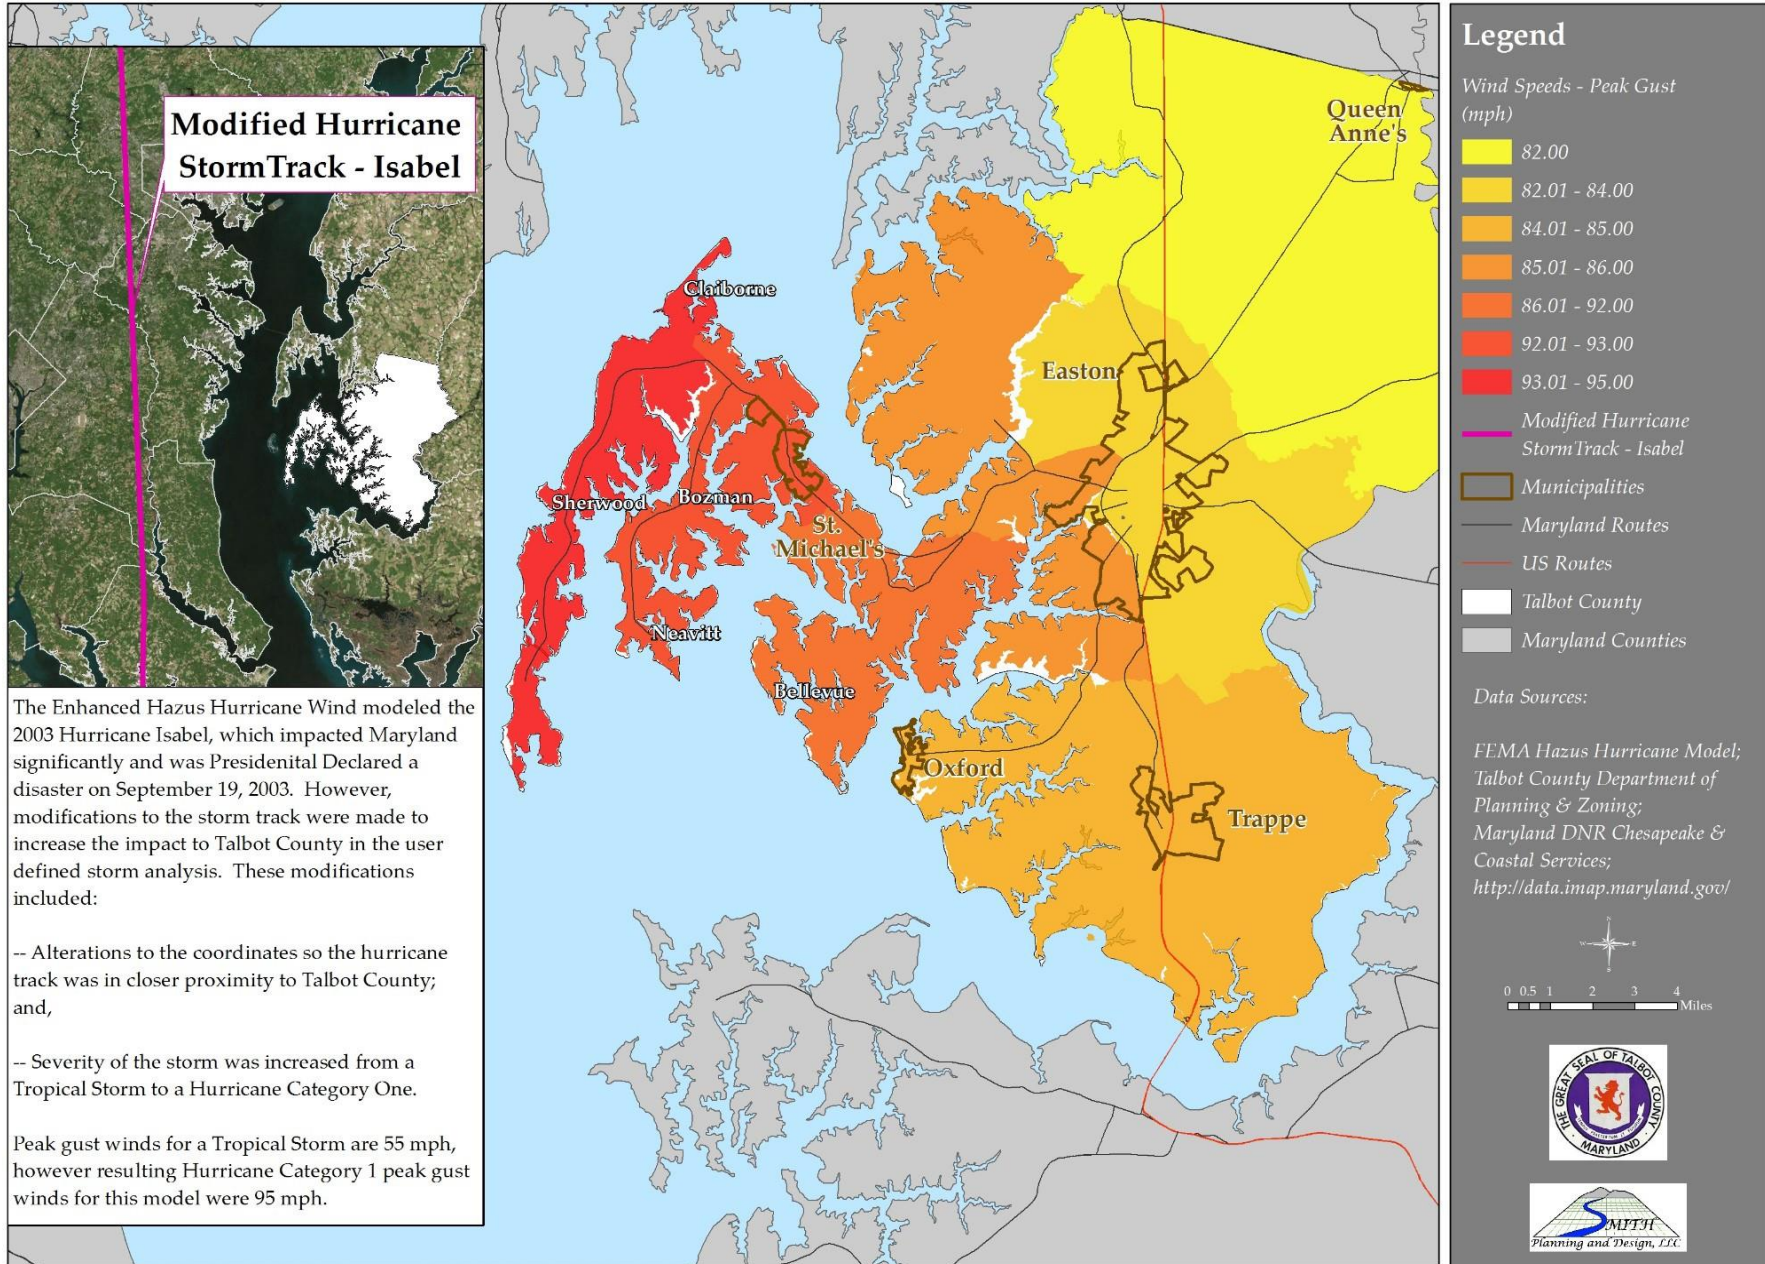 Modified Hurricane
StormTrack - Isabel
The Enhanced Hazus Hurricane Wind modeled the
2003 Hurricane Isabel, which impacted Maryland
significantly and was Presidenital Declared a
disaster on September 19, 2003. However,
modifications to the storm track were made to
increase the impact to Talbot County in the user
defined storm analysis. These modifications
included:
-- Alterations to the coordinates so the hurricane
track was in closer proximity to Talbot County;
and,
-- Severity of the storm was increased from a
Tropical Storm to a Hurricane Category One.
Peak gust winds for a Tropical Storm are 55 mph,
however resulting Hurricane Category 1 peak gust
winds for this model were 95 mph.
Queen
Anne's
Claiborne
Easton
Sherwood
Bozman
St.
Michael's
Neavitt
Bellevue
Oxford
Trappe
Legend
Wind Speeds - Peak Gust
(mph)
82.00
82.01 - 84.00
84.01 - 85.00
85.01 - 86.00
86.01 - 92.00
92.01 - 93.00
93.01 - 95.00
Modified Hurricane
StormTrack - Isabel
Municipalities
Maryland Routes
US Routes
Talbot County
Maryland Counties
Data Sources:
FEMA Hazus Hurricane Model;
Talbot County Department of
Planning & Zoning;
Maryland DNR Chesapeake &
Coastal Services;
http://data.imap.maryland.gov/
N
W E
S
0 0.5 1 2 3 4
Miles
THE GREAT SEAL OF TALBOT COUNTY
MARYLAND
SMITH
Planning and Design, LLC